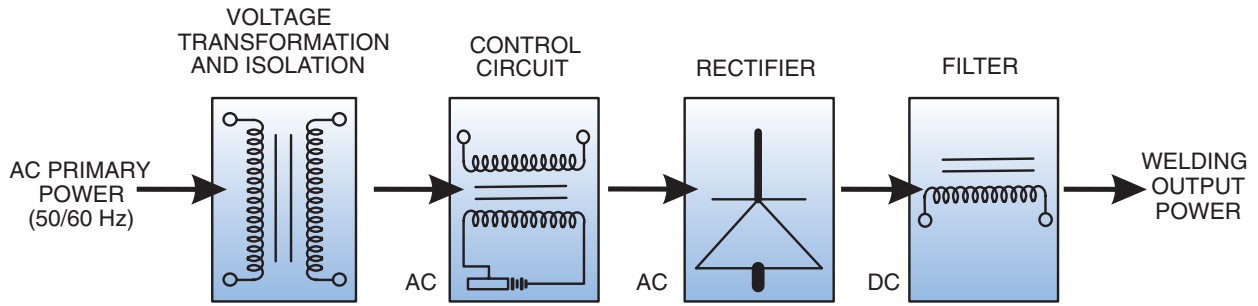 VOLTAGE
TRANSFORMATION
AND ISOLATION
CONTROL
CIRCUIT
RECTIFIER
FILTER
AC PRIMARY
POWER
(50/60 Hz)
WELDING
OUTPUT
POWER
AC
AC
DC